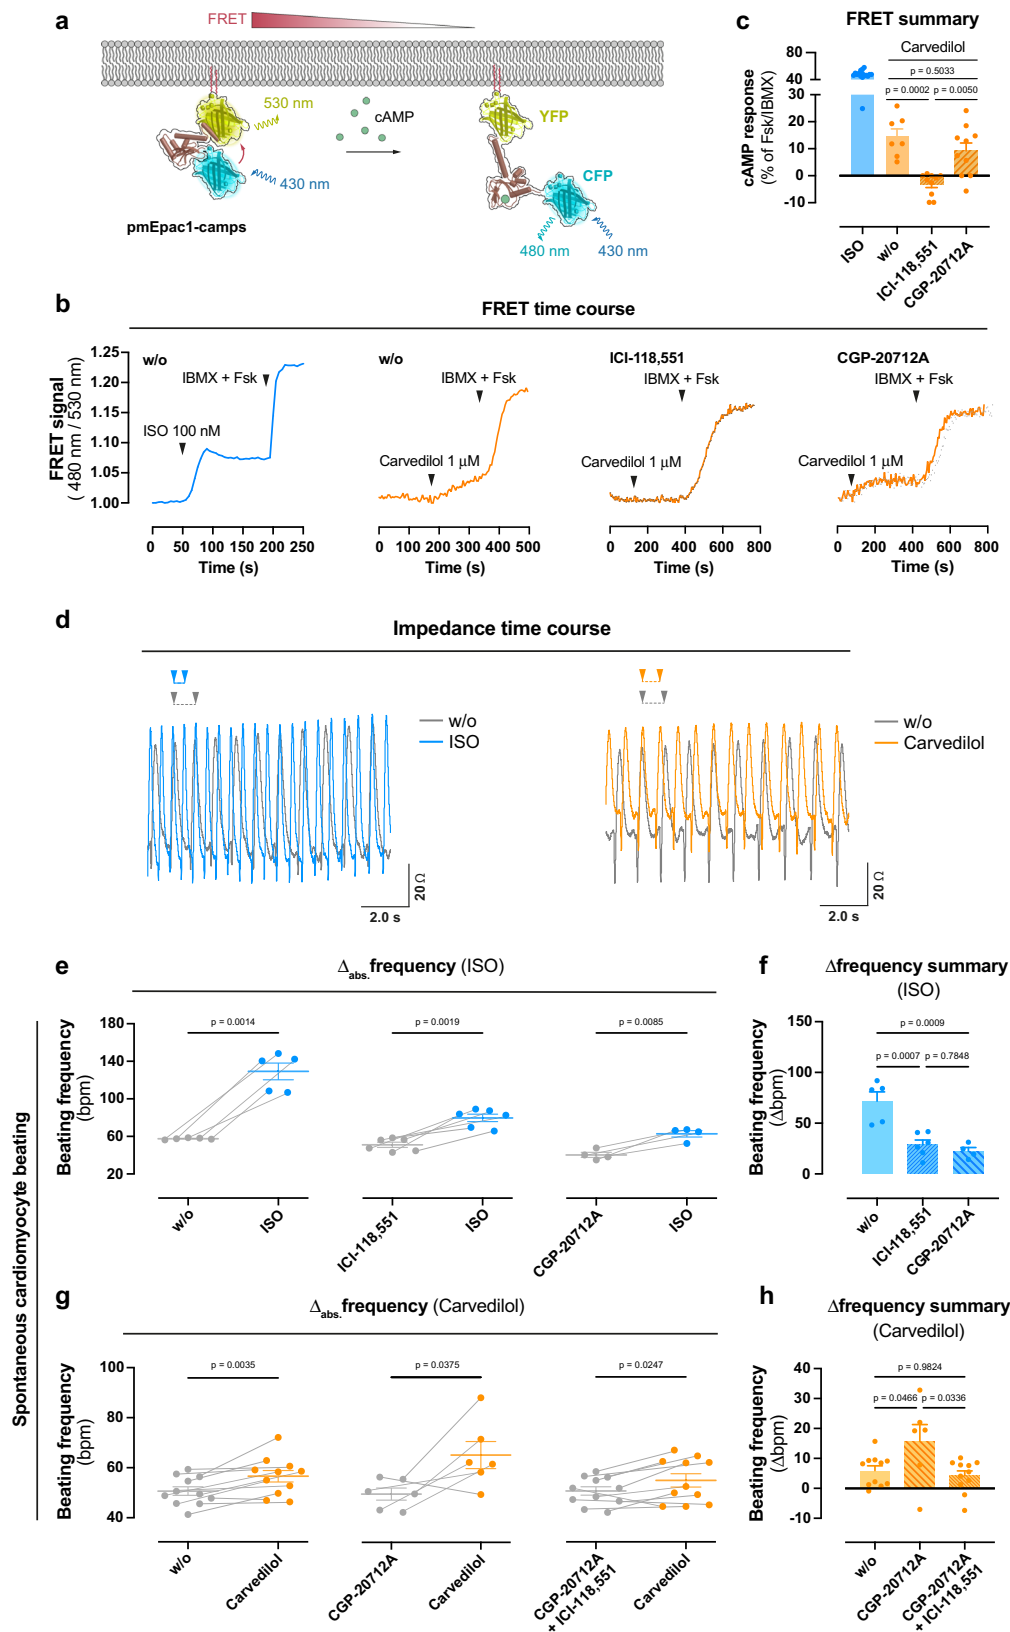 a
FRET
530 nm
430 nm
pmEpac1-camps
cAMP
YFP
CFP
480 nm
430 nm
c
FRET summary
Carvedilol
p = 0.5033
p = 0.0002
p = 0.0050
cAMP response
(% of Fsk/IBMX)
80
40
30
20
10
0
-10
ISO
w/o
ICI-118,551
CGP-20712A
b
FRET time course
FRET signal
( 480 nm / 530 nm)
1.25
1.20
1.15
1.10
1.05
1.00
w/o
IBMX + Fsk
ISO 100 nM
0 50 100 150 200 250
Time (s)
w/o
IBMX + Fsk
Carvedilol 1 μM
0 100 200 300 400 500
Time (s)
ICI-118,551
IBMX + Fsk
Carvedilol 1 μM
0 200 400 600 800
Time (s)
CGP-20712A
IBMX + Fsk
Carvedilol 1 μM
0 200 400 600 800
Time (s)
d
Impedance time course
w/o
ISO
20 Ω
2.0 s
w/o
Carvedilol
20 Ω
2.0 s
Spontaneous cardiomyocyte beating
e
Δabs.frequency (ISO)
Beating frequency
(bpm)
180
140
100
60
20
p = 0.0014
p = 0.0019
p = 0.0085
w/o
ISO
ICI-118,551
ISO
CGP-20712A
ISO
f
Δfrequency summary
(ISO)
Beating frequency
(Δbpm)
150
100
50
0
p = 0.0009
p = 0.0007
p = 0.7848
w/o
ICI-118,551
CGP-20712A
g
Δabs.frequency (Carvedilol)
Beating frequency
(bpm)
100
80
60
40
p = 0.0035
p = 0.0375
p = 0.0247
w/o
Carvedilol
CGP-20712A
Carvedilol
CGP-20712A
+ ICI-118,551
Carvedilol
h
Δfrequency summary
(Carvedilol)
Beating frequency
(Δbpm)
40
30
20
10
0
-10
p = 0.9824
p = 0.0466
p = 0.0336
w/o
CGP-20712A
CGP-20712A
+ ICI-118,551